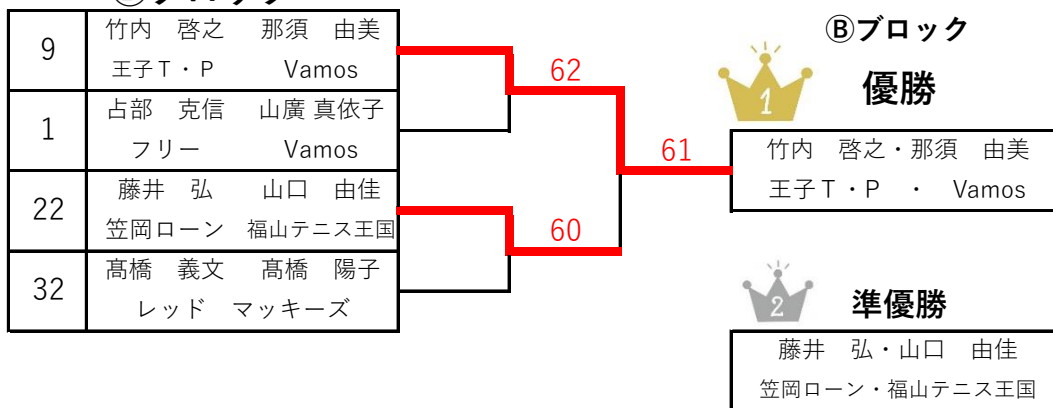 9
竹内 啓之 那須 由美
王子T・P Vamos
1
占部 克信 山廣 真依子
フリー Vamos
22
藤井 弘 山口 由佳
笠岡ローン 福山テニス王国
32
髙橋 義文 髙橋 陽子
レッド マッキーズ
62
60
61
Ⓑブロック
1
優勝
竹内 啓之・那須 由美
王子T・P ・ Vamos
2
準優勝
藤井 弘・山口 由佳
笠岡ローン・福山テニス王国